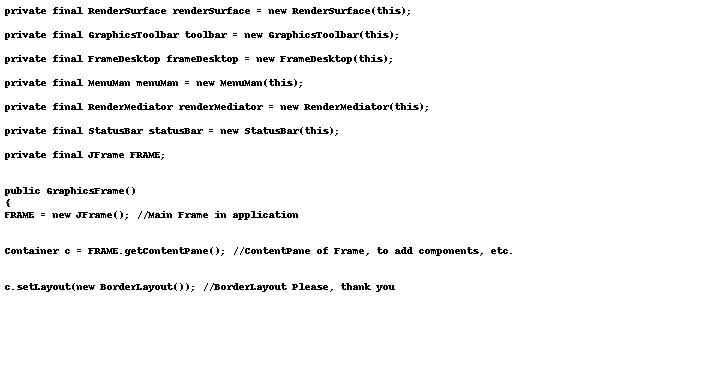 private final RenderSurface renderSurface = new RenderSurface(this);
private final GraphicsToolbar toolbar = new GraphicsToolbar(this);
private final FrameDesktop frameDesktop = new FrameDesktop(this);
private final MenuMan menuMan = new MenuMan(this);
private final RenderMediator renderMediator = new RenderMediator(this);
private final StatusBar statusBar = new StatusBar(this);
private final JFrame FRAME;
public GraphicsFrame()
{
FRAME = new JFrame(); //Main Frame in application
Container c = FRAME.getContentPane(); //ContentPane of Frame, to add components, etc.
c.setLayout(new BorderLayout()); //BorderLayout Please, thank you